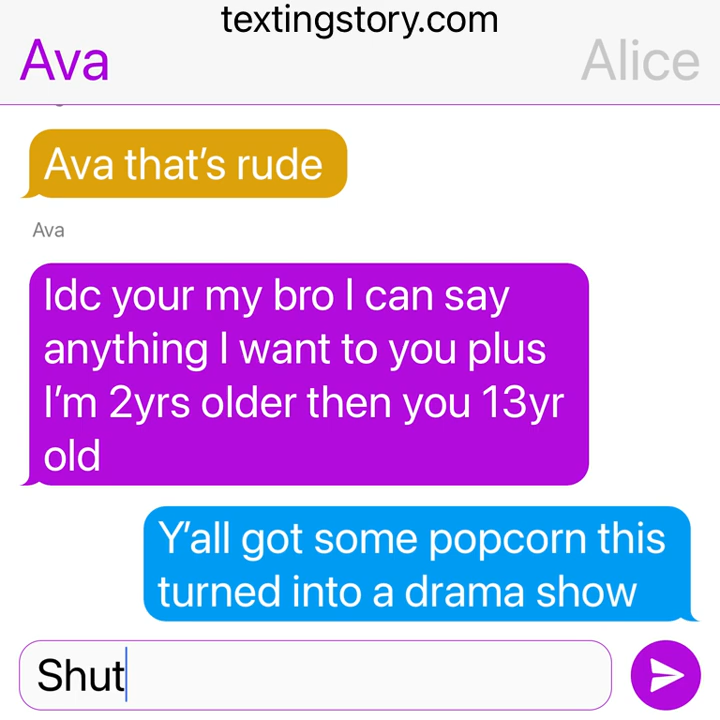 textingstory.com
Ava
Alice
Ava that’s rude
Ava
Idc your my bro I can say
anything I want to you plus
I’m 2yrs older then you 13yr
old
Y’all got some popcorn this
turned into a drama show
Shut